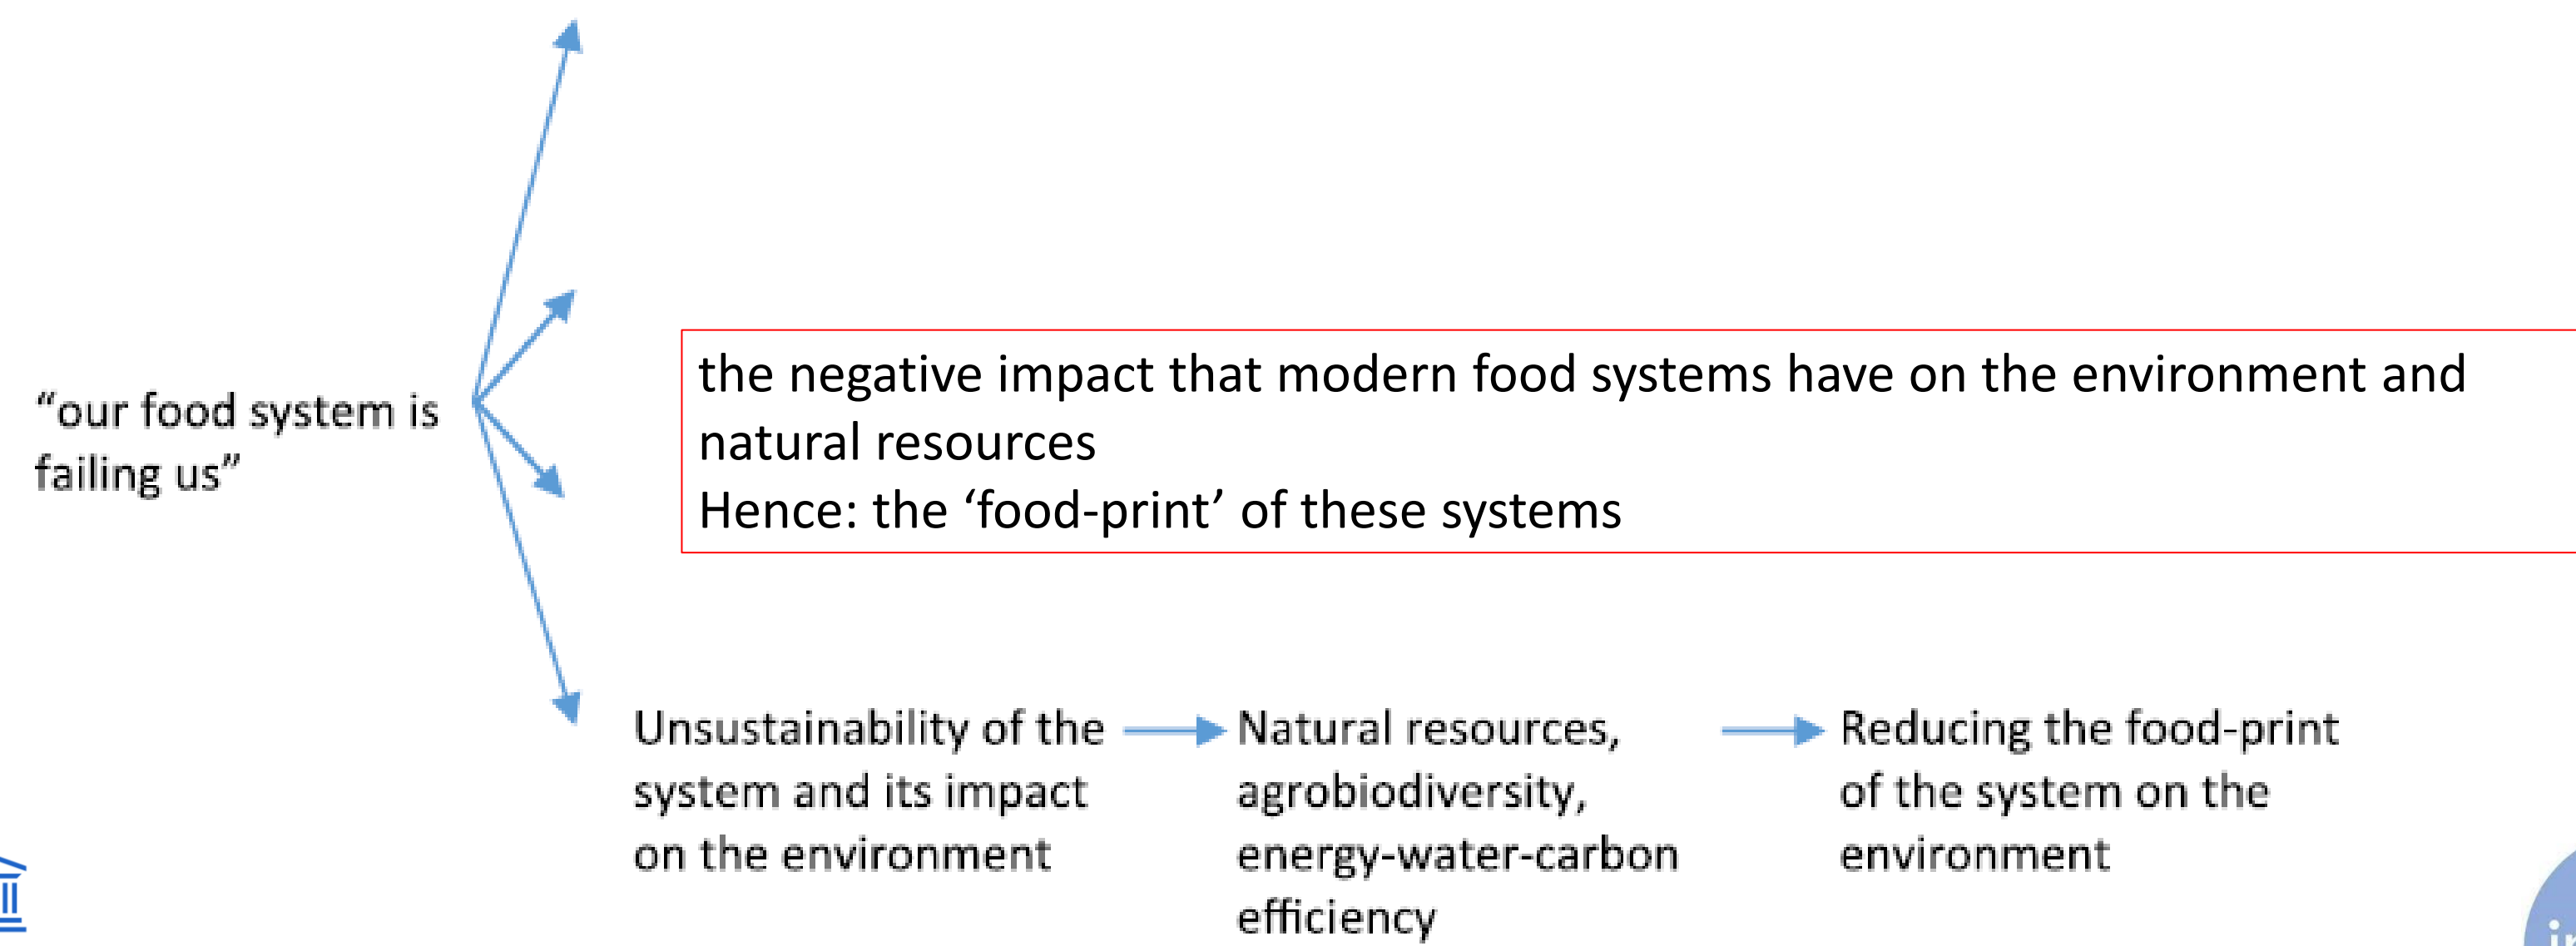 “our food system is
failing us”
the negative impact that modern food systems have on the environment and
natural resources
Hence: the ‘food-print’ of these systems
Unsustainability of the
system and its impact
on the environment
Natural resources,
agrobiodiversity,
energy-water-carbon
efficiency
Reducing the food-print
of the system on the
environment